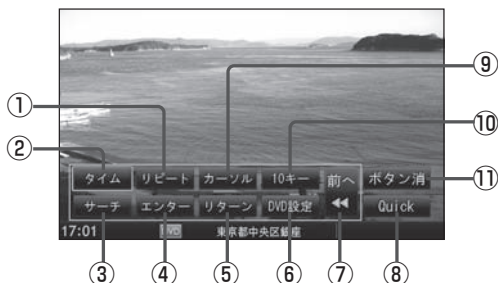 ⑨
①
⑩
②
タイム リピート カーソル 10キー 前へ ボタン消
⑪
サーチ エンター リターン DVD設定 ◀◀ Quick
17:01 DVD 東京都中央区銀座
③ ④ ⑤ ⑥ ⑦ ⑧